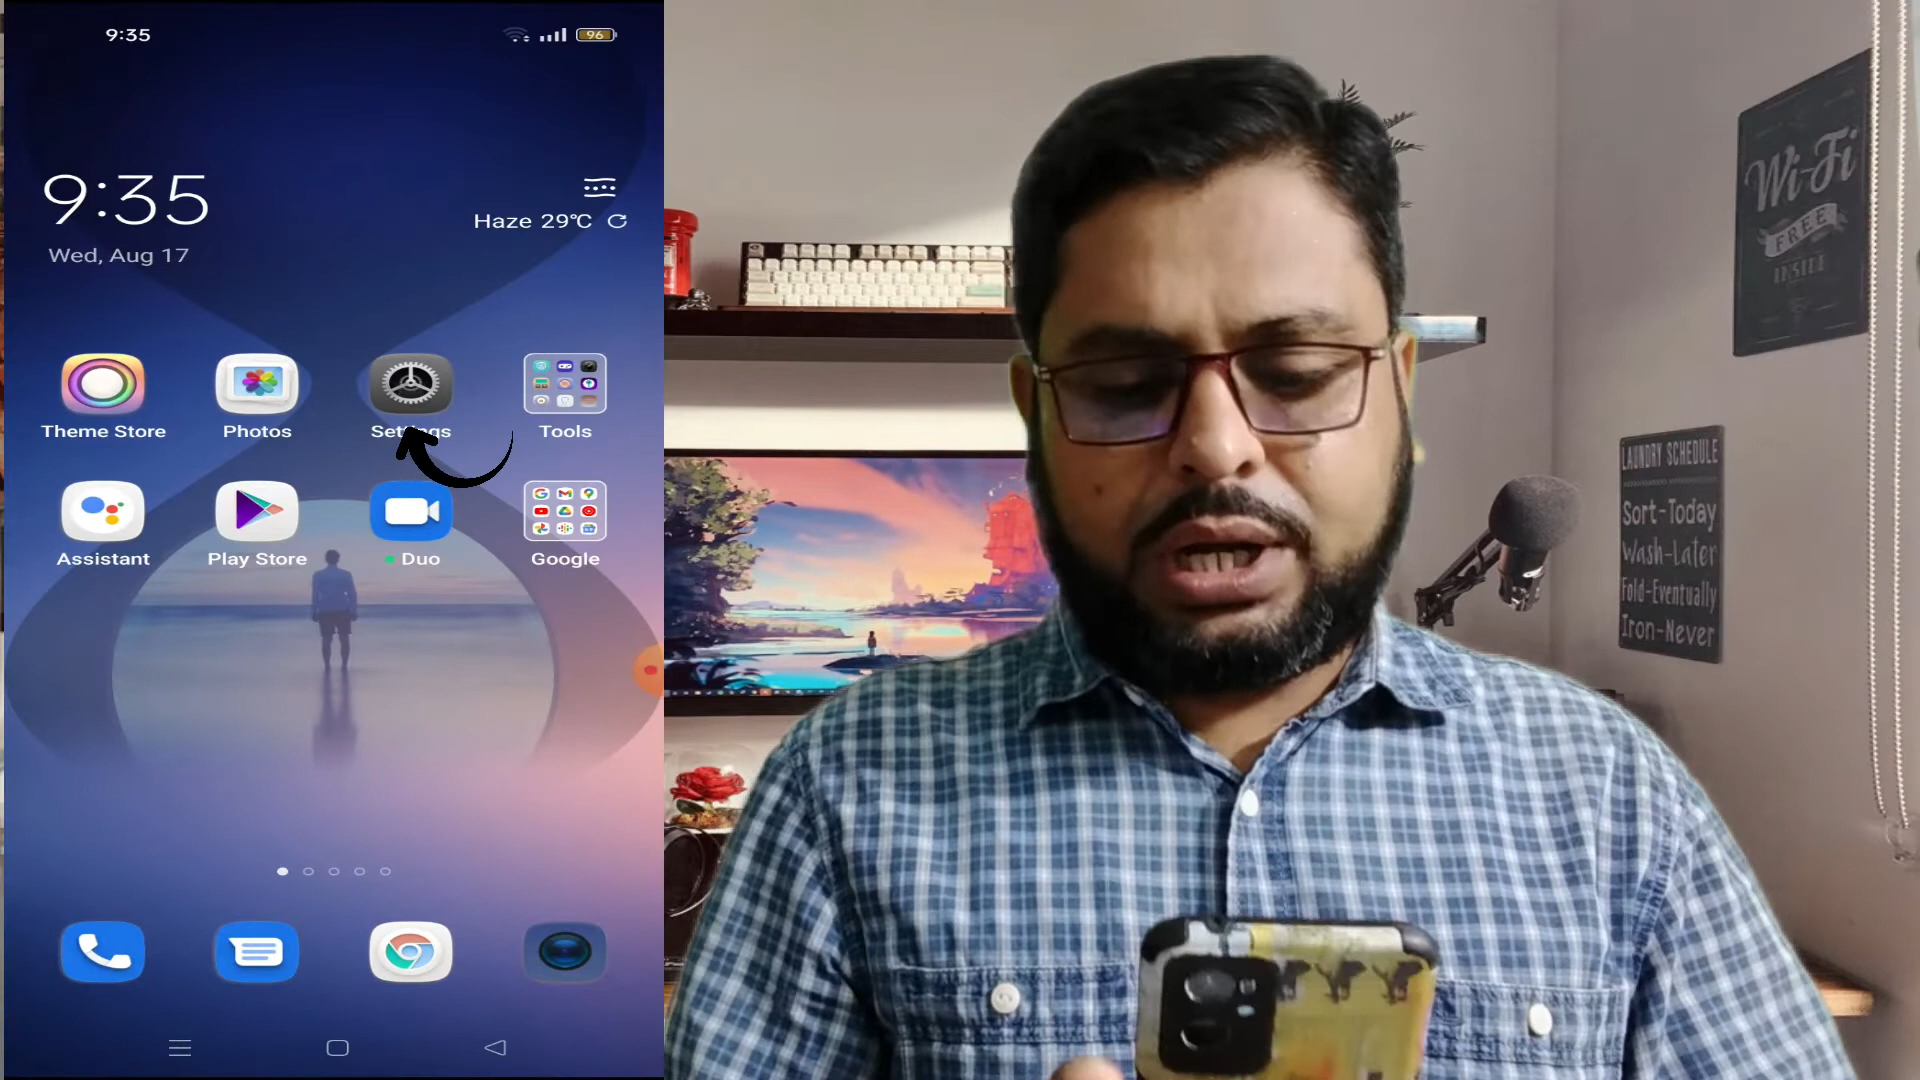 9:35
96
9:35
Wed, Aug 17
Haze 29°C
Theme Store
Photos
Settings
Tools
Assistant
Play Store
Duo
Google
Wi-Fi
FREE
INSIDE
LAUNDRY SCHEDULE
Sort-Today
Wash-Later
Fold-Eventually
Iron-Never